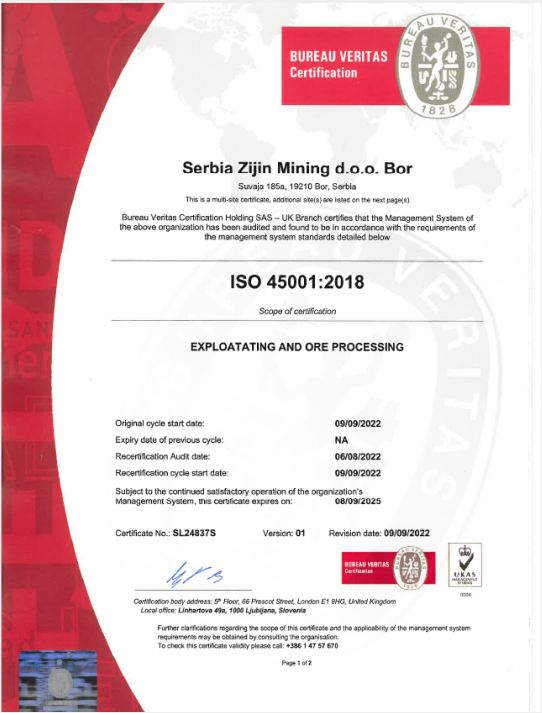 BUREAU VERITAS
Certification
BUREAU VERITAS
1828
Serbia Zijin Mining d.o.o. Bor
Suvaja 185a, 19210 Bor, Serbia
This is a multi-site certificate, additional site(s) are listed on the next page(s)
Bureau Veritas Certification Holding SAS – UK Branch certifies that the Management System of
the above organization has been audited and found to be in accordance with the requirements of
the management system standards detailed below
ISO 45001:2018
Scope of certification
EXPLOATATING AND ORE PROCESSING
Original cycle start date: 09/09/2022
Expiry date of previous cycle: NA
Recertification Audit date: 06/08/2022
Recertification cycle start date: 09/09/2022
Subject to the continued satisfactory operation of the organization's
Management System, this certificate expires on: 08/09/2025
Certificate No.: SL24837S Version: 01 Revision date: 09/09/2022
BUREAU VERITAS
Certification
UKAS
MANAGEMENT
SYSTEMS
0008
Certification body address: 5th Floor, 66 Prescot Street, London E1 8HG, United Kingdom
Local office: Linhartova 49a, 1000 Ljubljana, Slovenia
Further clarifications regarding the scope of this certificate and the applicability of the management system
requirements may be obtained by consulting the organisation.
To check this certificate validity please call: +386 1 47 57 670
Page 1 of 2